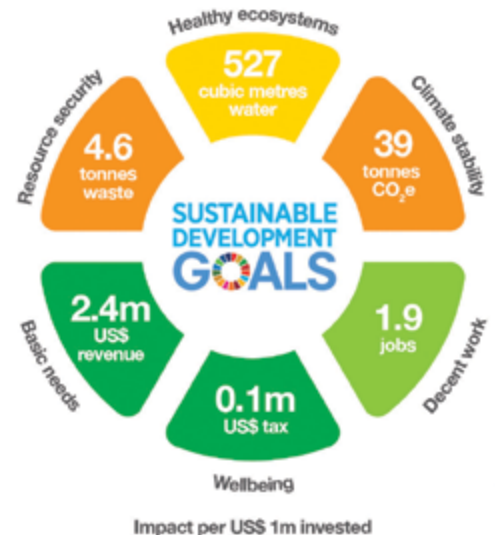 Healthy ecosystems
527
cubic metres
water
Resource security
4.6
tonnes
waste
Climate stability
39
tonnes
CO₂e
SUSTAINABLE
DEVELOPMENT
GOALS
Basic needs
2.4m
US$
revenue
Decent work
1.9
jobs
0.1m
US$ tax
Wellbeing
Impact per US$ 1m invested